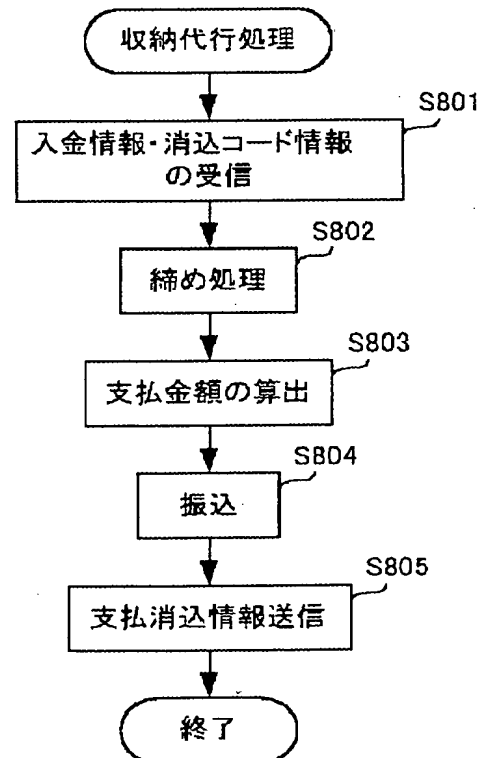 収納代行処理
S801
入金情報・消込コード情報
の受信
S802
締め処理
S803
支払金額の算出
S804
振込
S805
支払消込情報送信
終了